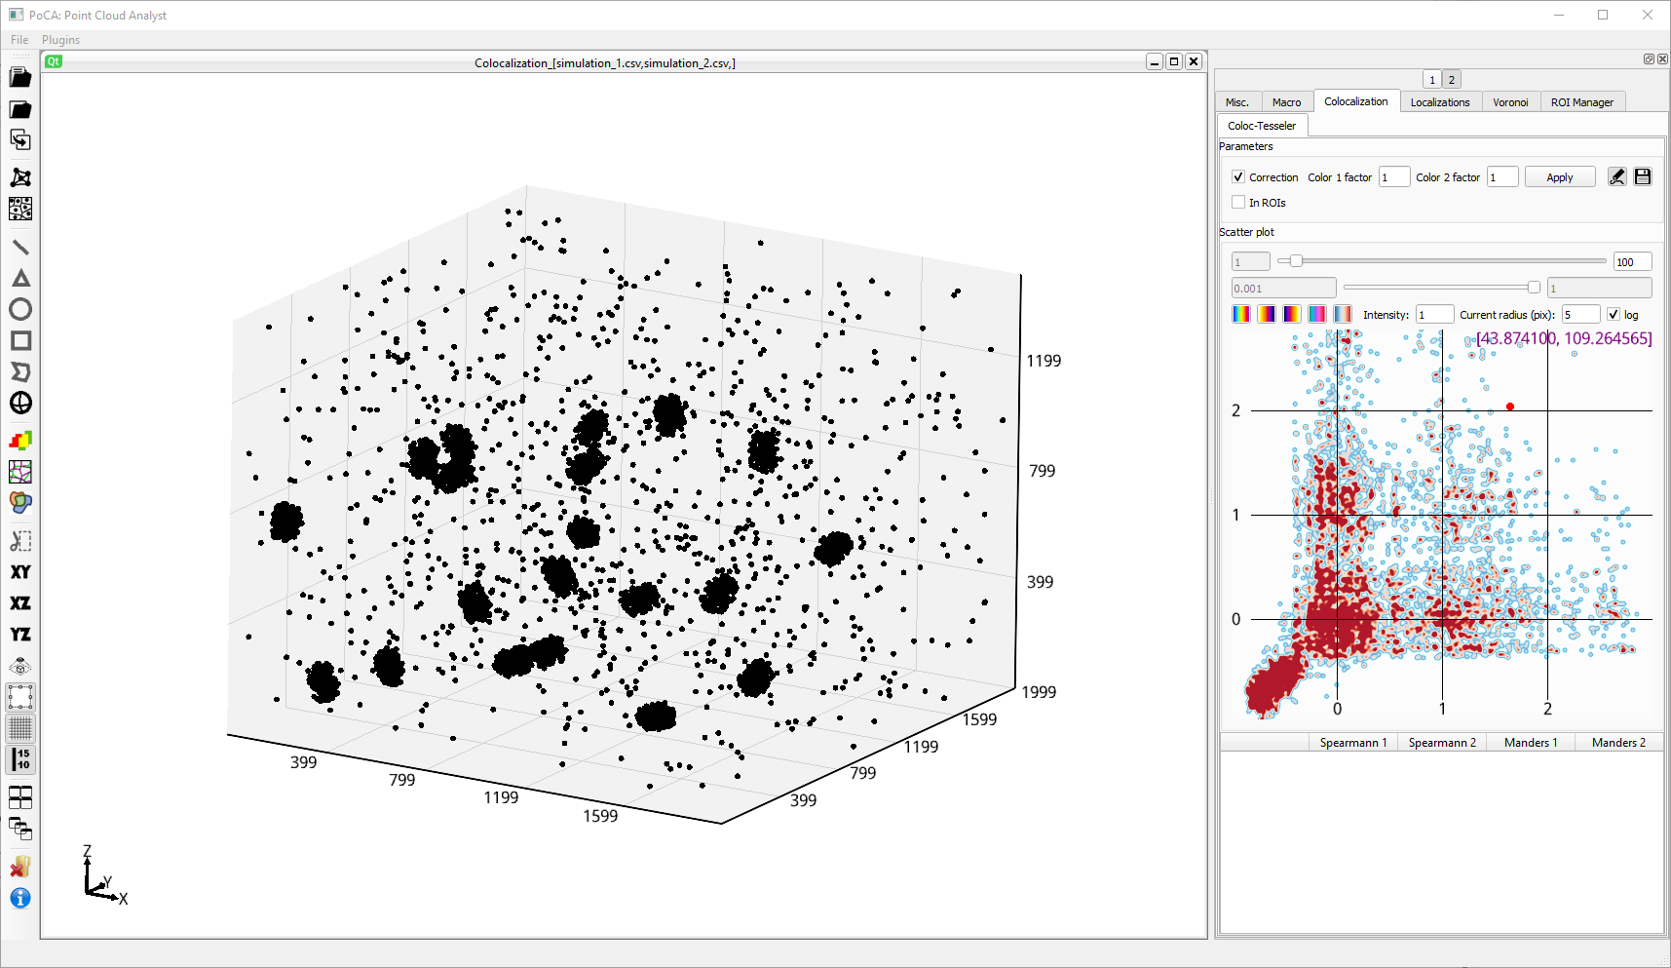 PoCA: Point Cloud Analyst
File Plugins
Qt Colocalization_[simulation_1.csv,simulation_2.csv,]
1 2
Misc. Macro Colocalization Localizations Voronoi ROI Manager
Coloc-Tesseler
Parameters
Correction Color 1 factor 1 Color 2 factor 1 Apply
In ROIs
Scatter plot
1 100
0.001 1
Intensity: 1 Current radius (pix): 5 log
[43.874100, 109.264565]
2
1
0
0 1 2
Spearmann 1 Spearmann 2 Manders 1 Manders 2
1199
799
399
1999
1599
1199
799
399
399
799
1199
1599
Z
Y
X
XY
XZ
YZ
15
10